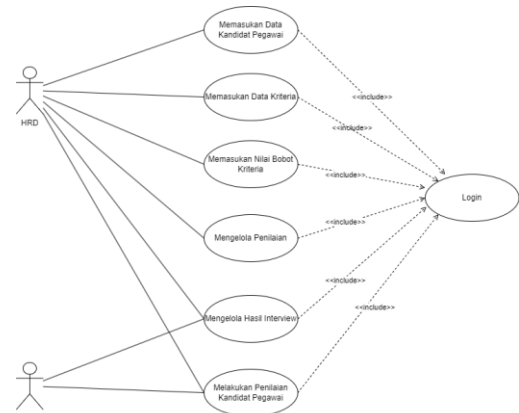 Memasukan Data
Kandidat Pegawai
<<include>>
HRD
Memasukan Data Kriteria
<<include>>
Memasukan Nilai Bobot
Kriteria
<<include>>
Login
Mengelola Penilaian
<<include>>
Mengelola Hasil Interview
<<include>>
Melakukan Penilaian
Kandidat Pegawai
<<include>>